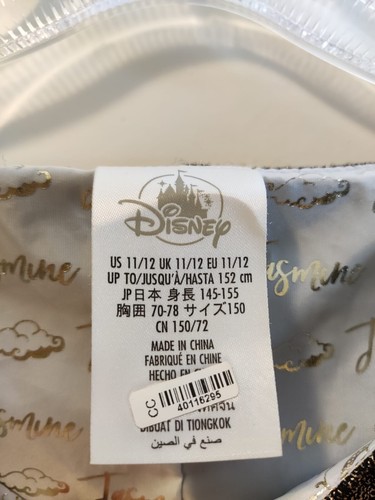 Disney
US 11/12 UK 11/12 EU 11/12
UP TO/JUSQU'À/HASTA 152 cm
JP日本 身長 145-155
胸囲 70-78 サイズ150
CN 150/72
MADE IN CHINA
FABRIQUÉ EN CHINE
HECHO EN
CC
40116295
DIBUAT DI TIONGKOK
صنع في الصين
Jasmine